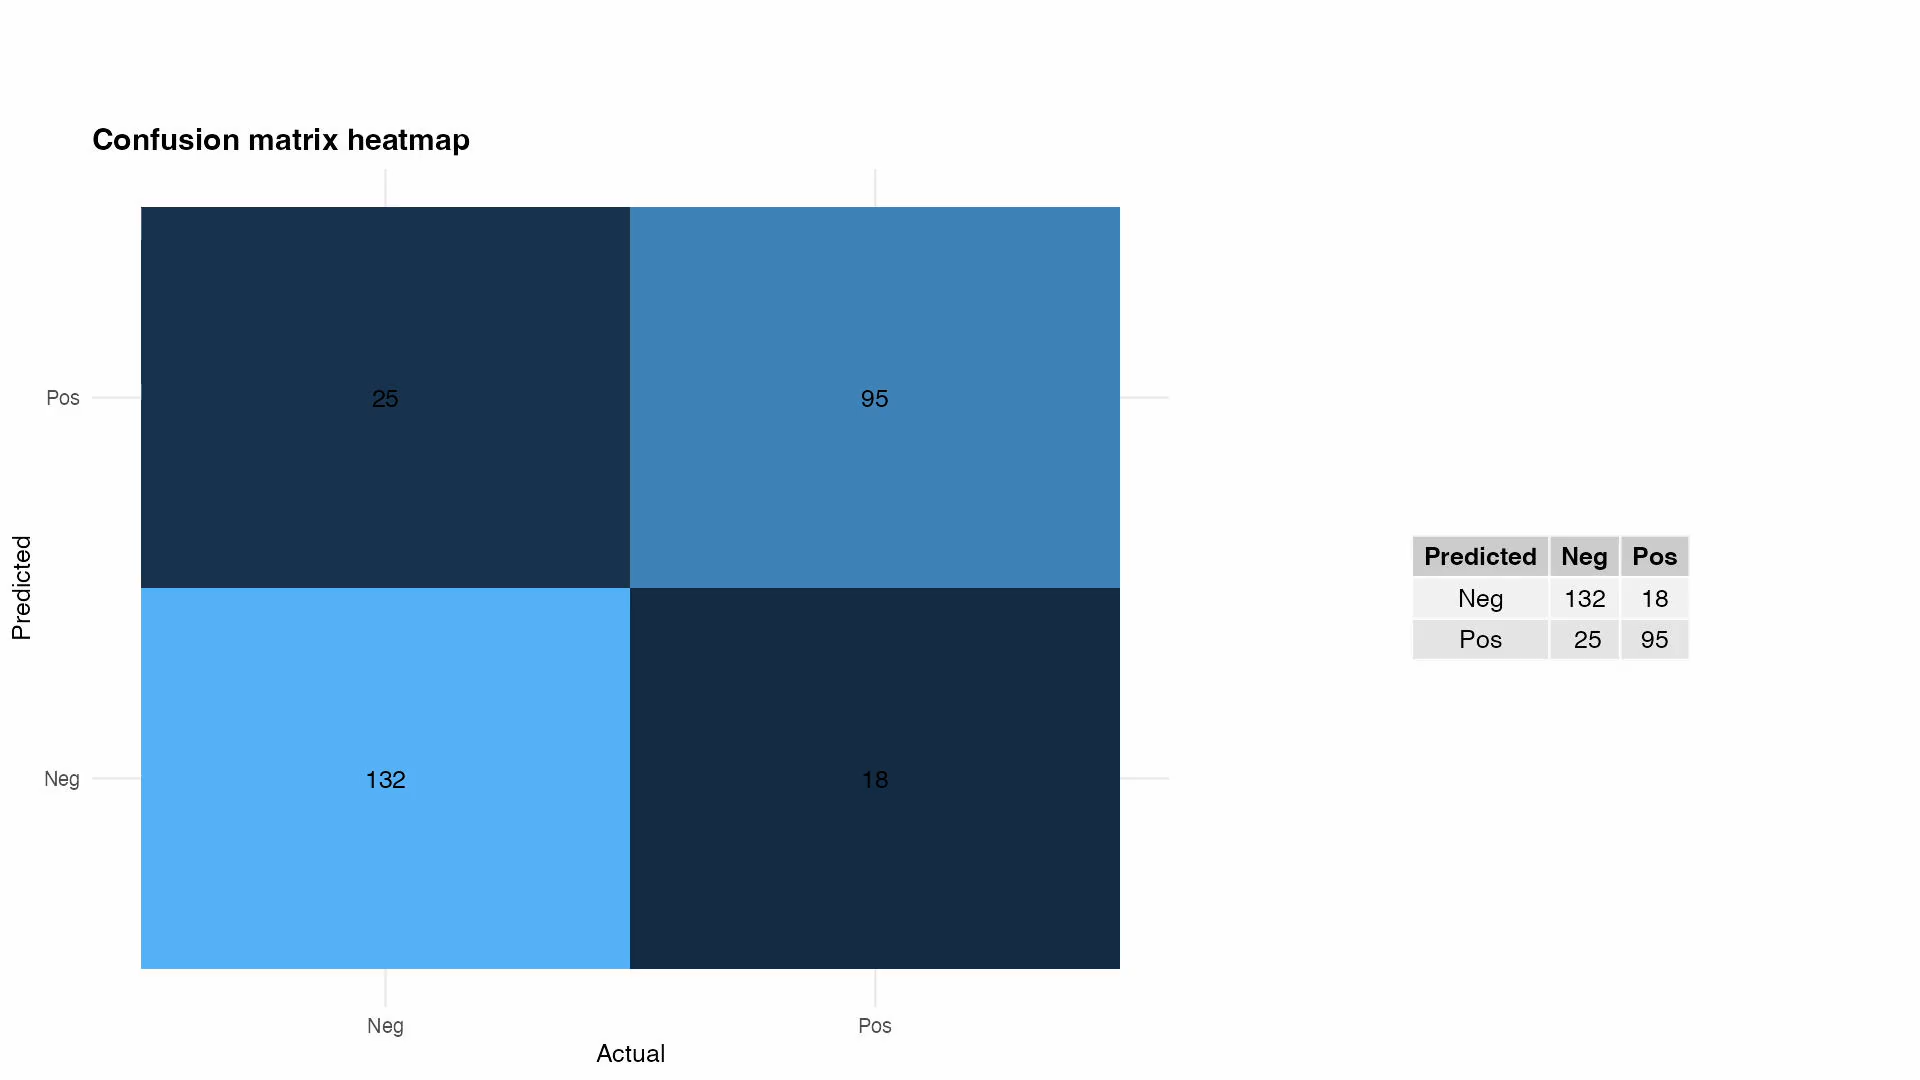 Confusion matrix heatmap
Pos
25
95
Predicted
Neg
132
18
Neg
Pos
Actual
Predicted Neg Pos
Neg 132 18
Pos 25 95